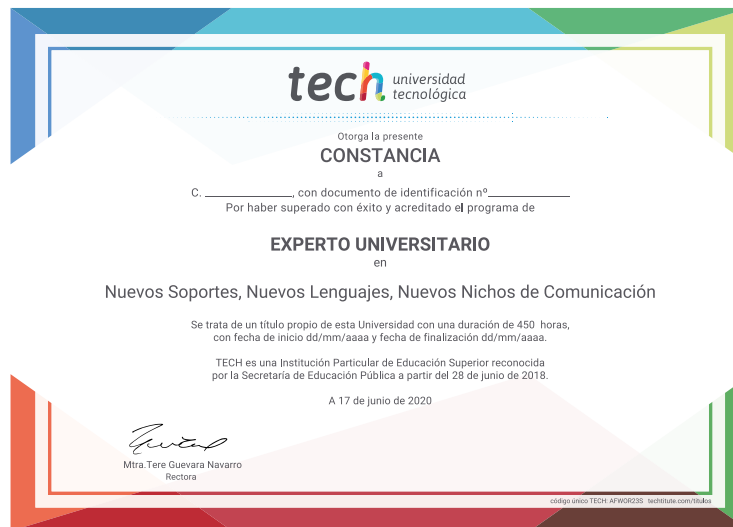 tech universidad
tecnológica
Otorga la presente
CONSTANCIA
a
C. ________________, con documento de identificación nº______________
Por haber superado con éxito y acreditado el programa de
EXPERTO UNIVERSITARIO
en
Nuevos Soportes, Nuevos Lenguajes, Nuevos Nichos de Comunicación
Se trata de un título propio de esta Universidad con una duración de 450 horas,
con fecha de inicio dd/mm/aaaa y fecha de finalización dd/mm/aaaa.
TECH es una Institución Particular de Educación Superior reconocida
por la Secretaría de Educación Pública a partir del 28 de junio de 2018.
A 17 de junio de 2020
Mtra.Tere Guevara Navarro
Rectora
código único TECH: AFWOR23S techtitute.com/titulos